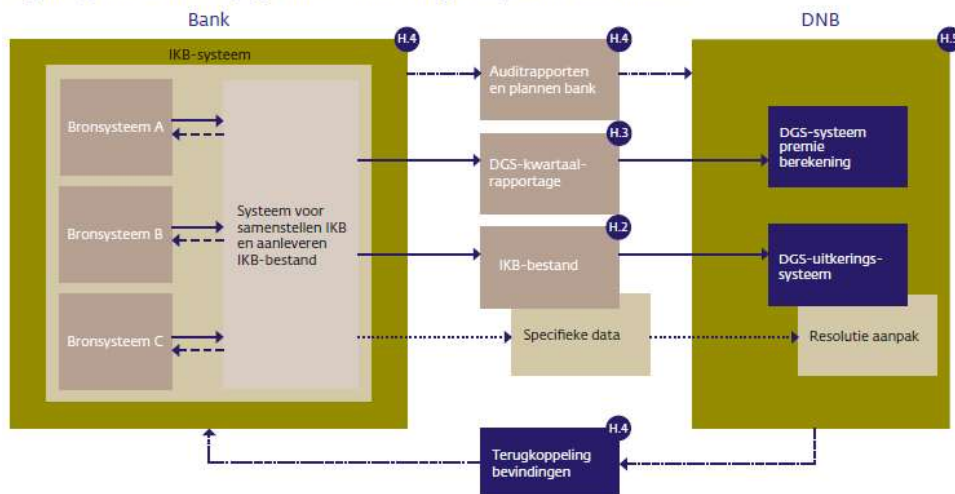 Bank
DNB
H.4
H.4
H.5
IKB-systeem
Auditrapporten
en plannen bank
Bronsysteem A
H.3
DGS-kwartaal-
rapportage
DGS-systeem
premie
berekening
Bronsysteem B
Systeem voor
samenstellen IKB
en aanleveren
IKB-bestand
H.2
IKB-bestand
DGS-uitkerings-
systeem
Bronsysteem C
Specifieke data
Resolutie aanpak
H.4
Terugkoppeling
bevindingen